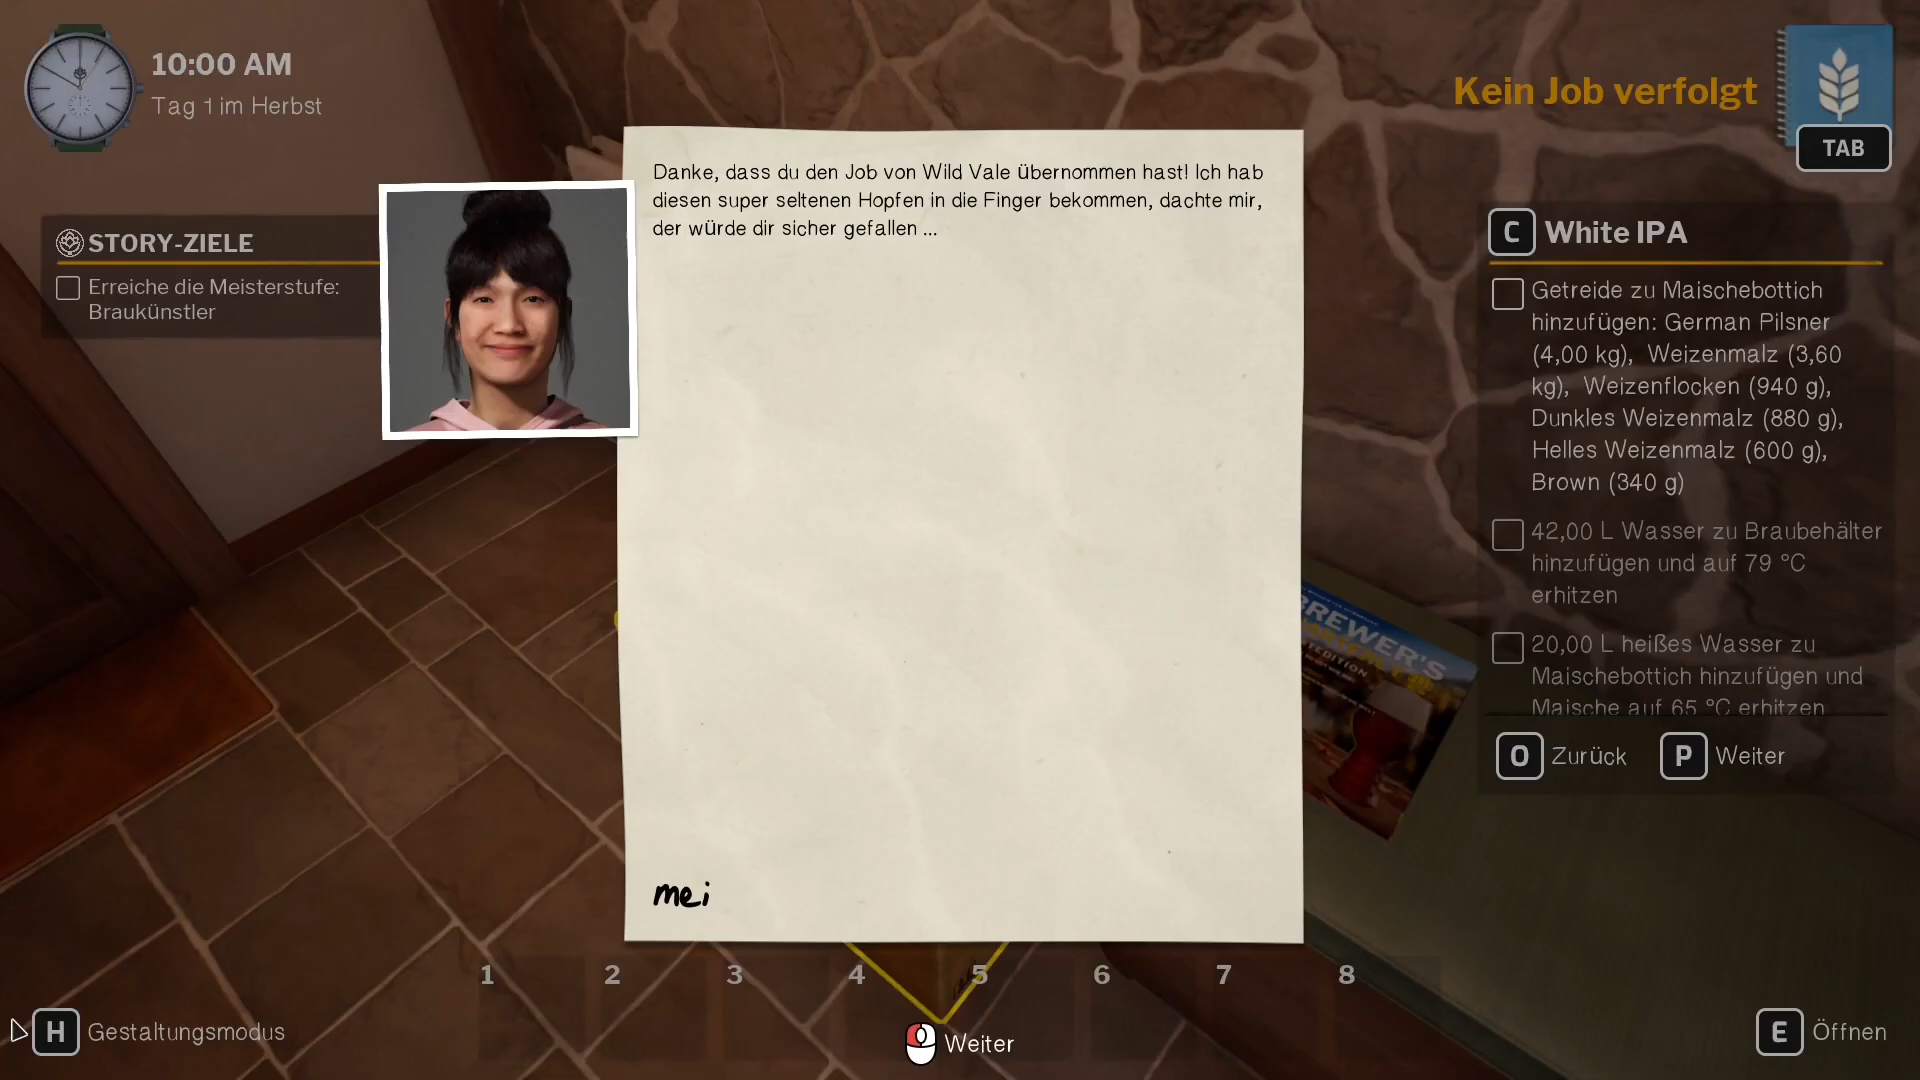 10:00 AM
Tag 1 im Herbst
Kein Job verfolgt
TAB
STORY-ZIELE
Erreiche die Meisterstufe:
Braukünstler
Danke, dass du den Job von Wild Vale übernommen hast! Ich hab
diesen super seltenen Hopfen in die Finger bekommen, dachte mir,
der würde dir sicher gefallen ...
mei
C White IPA
Getreide zu Maischebottich
hinzufügen: German Pilsner
(4,00 kg), Weizenmalz (3,60
kg), Weizenflocken (940 g),
Dunkles Weizenmalz (880 g),
Helles Weizenmalz (600 g),
Brown (340 g)
42,00 L Wasser zu Braubehälter
hinzufügen und auf 79 °C
erhitzen
20,00 L heißes Wasser zu
Maischebottich hinzufügen und
Maische auf 65 °C erhitzen
O Zurück P Weiter
BREWER'S
1 2 3 4 5 6 7 8
H Gestaltungsmodus
Weiter
E Öffnen